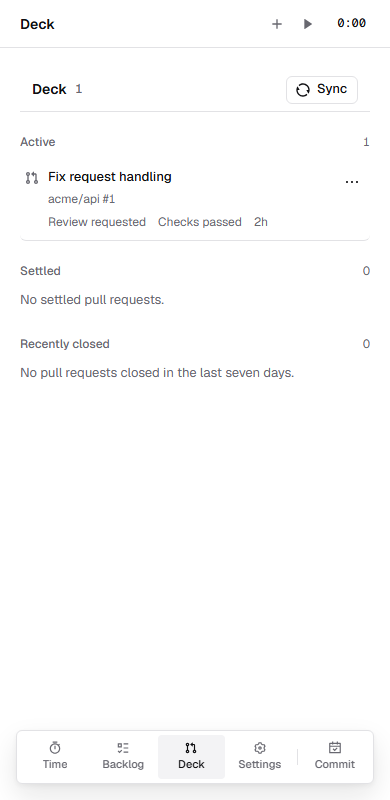 Deck
0:00
Deck 1
Sync
Active 1
Fix request handling
acme/api #1
Review requested Checks passed 2h
Settled 0
No settled pull requests.
Recently closed 0
No pull requests closed in the last seven days.
Time Backlog Deck Settings Commit